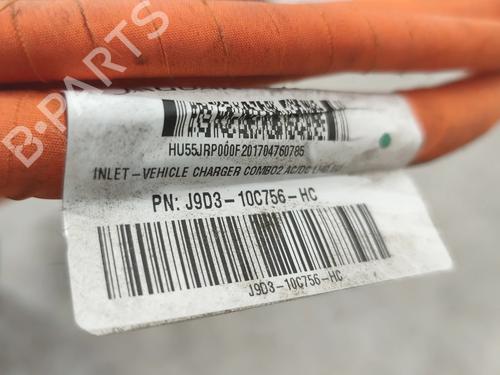 B-PARTS
HU55JRP000F201704760785
INLET-VEHICLE CHARGER COMBO2 AC/DC
PN: J9D3-10C756-HC
J9D3-10C756-HC